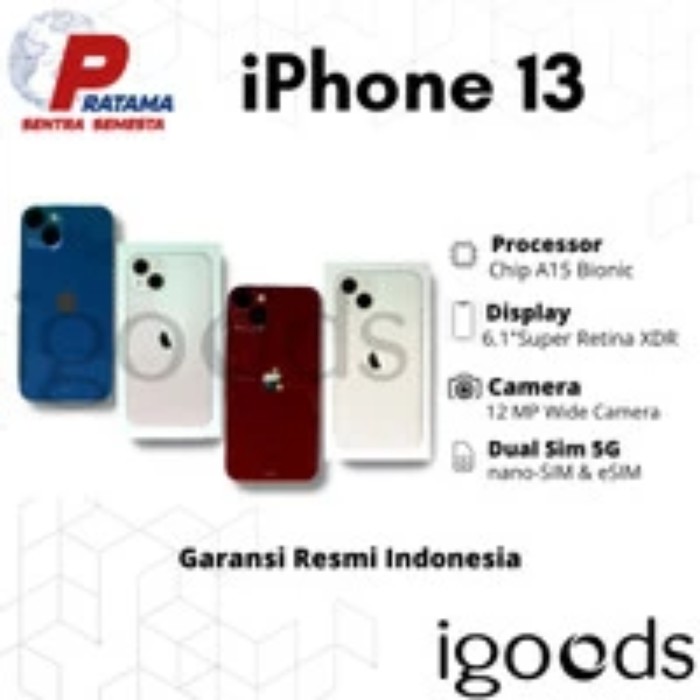 PRATAMA
SENTRA SEMESTA
iPhone 13
Processor
Chip A15 Bionic
Display
6.1"Super Retina XDR
Camera
12 MP Wide Camera
Dual Sim 5G
nano-SIM & eSIM
igoods
Garansi Resmi Indonesia
igoods